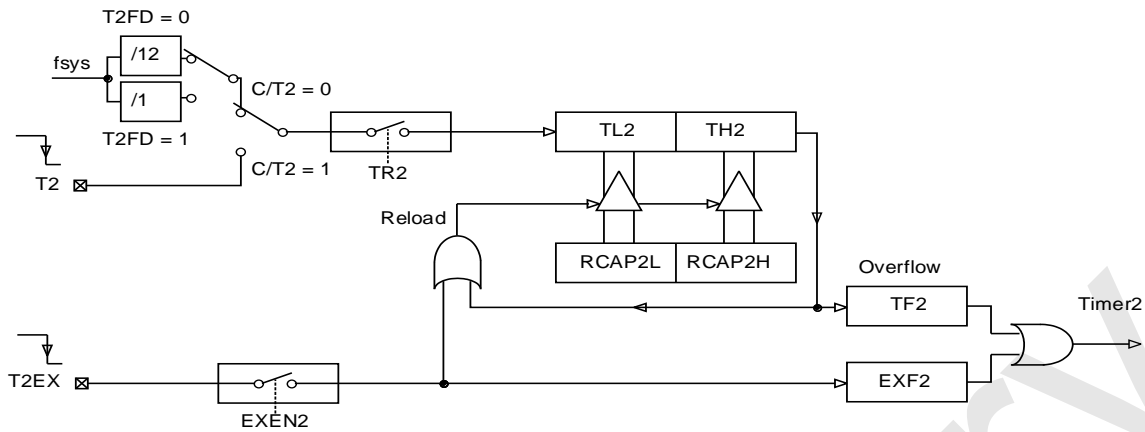 T2FD = 0
/12
fsys
C/T2 = 0
/1
T2FD = 1
TL2
TH2
T2
C/T2 = 1
TR2
Reload
RCAP2L
RCAP2H
Overflow
TF2
Timer2
T2EX
EXEN2
EXF2